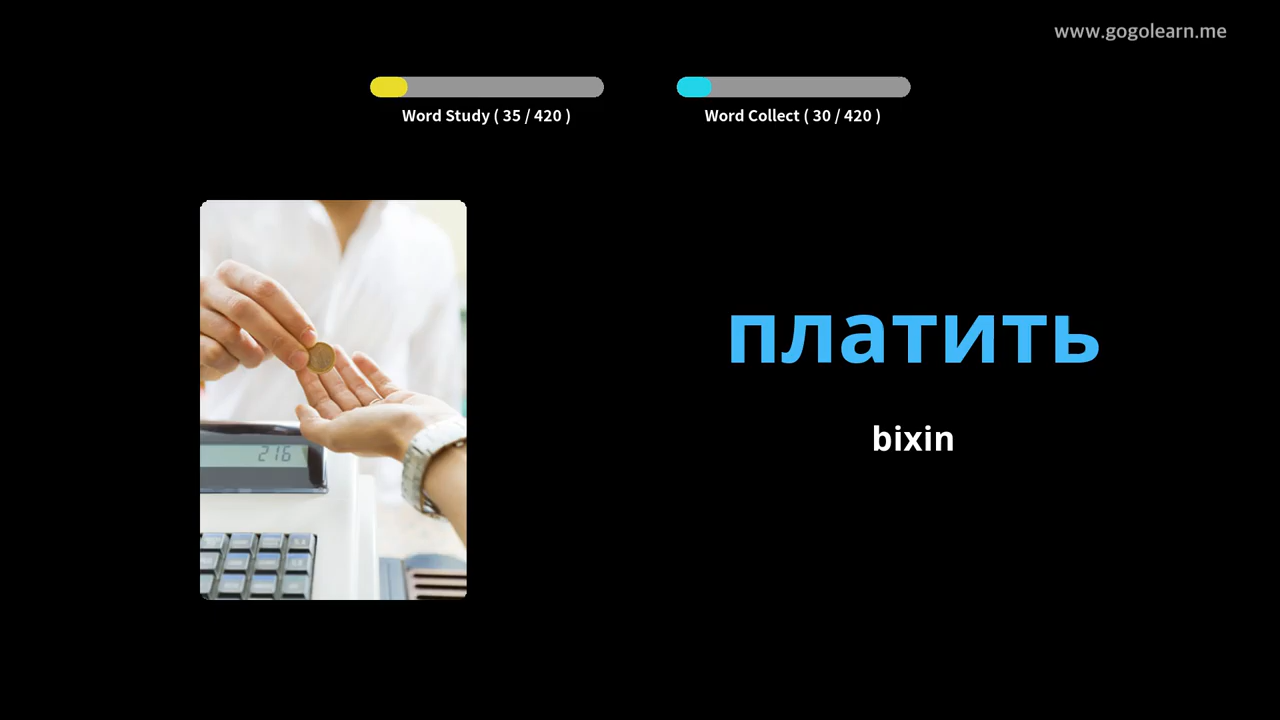 www.gogolearn.me
Word Study ( 35 / 420 )
Word Collect ( 30 / 420 )
платить
bixin
216